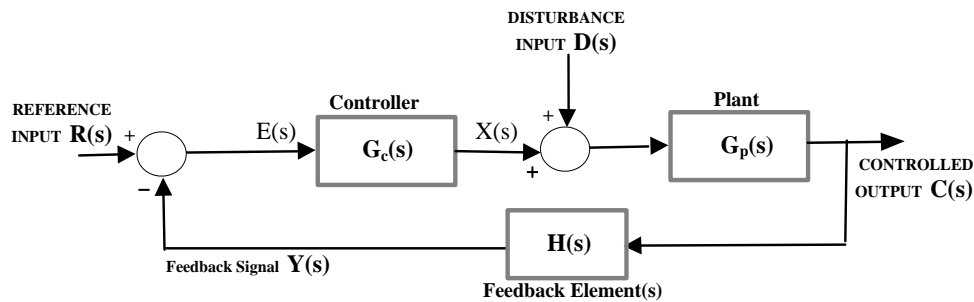 DISTURBANCE
INPUT D(s)
REFERENCE
INPUT R(s)
+
−
E(s)
Controller
Gc(s)
X(s)
+
+
Plant
Gp(s)
CONTROLLED
OUTPUT C(s)
H(s)
Feedback Signal Y(s)
Feedback Element(s)